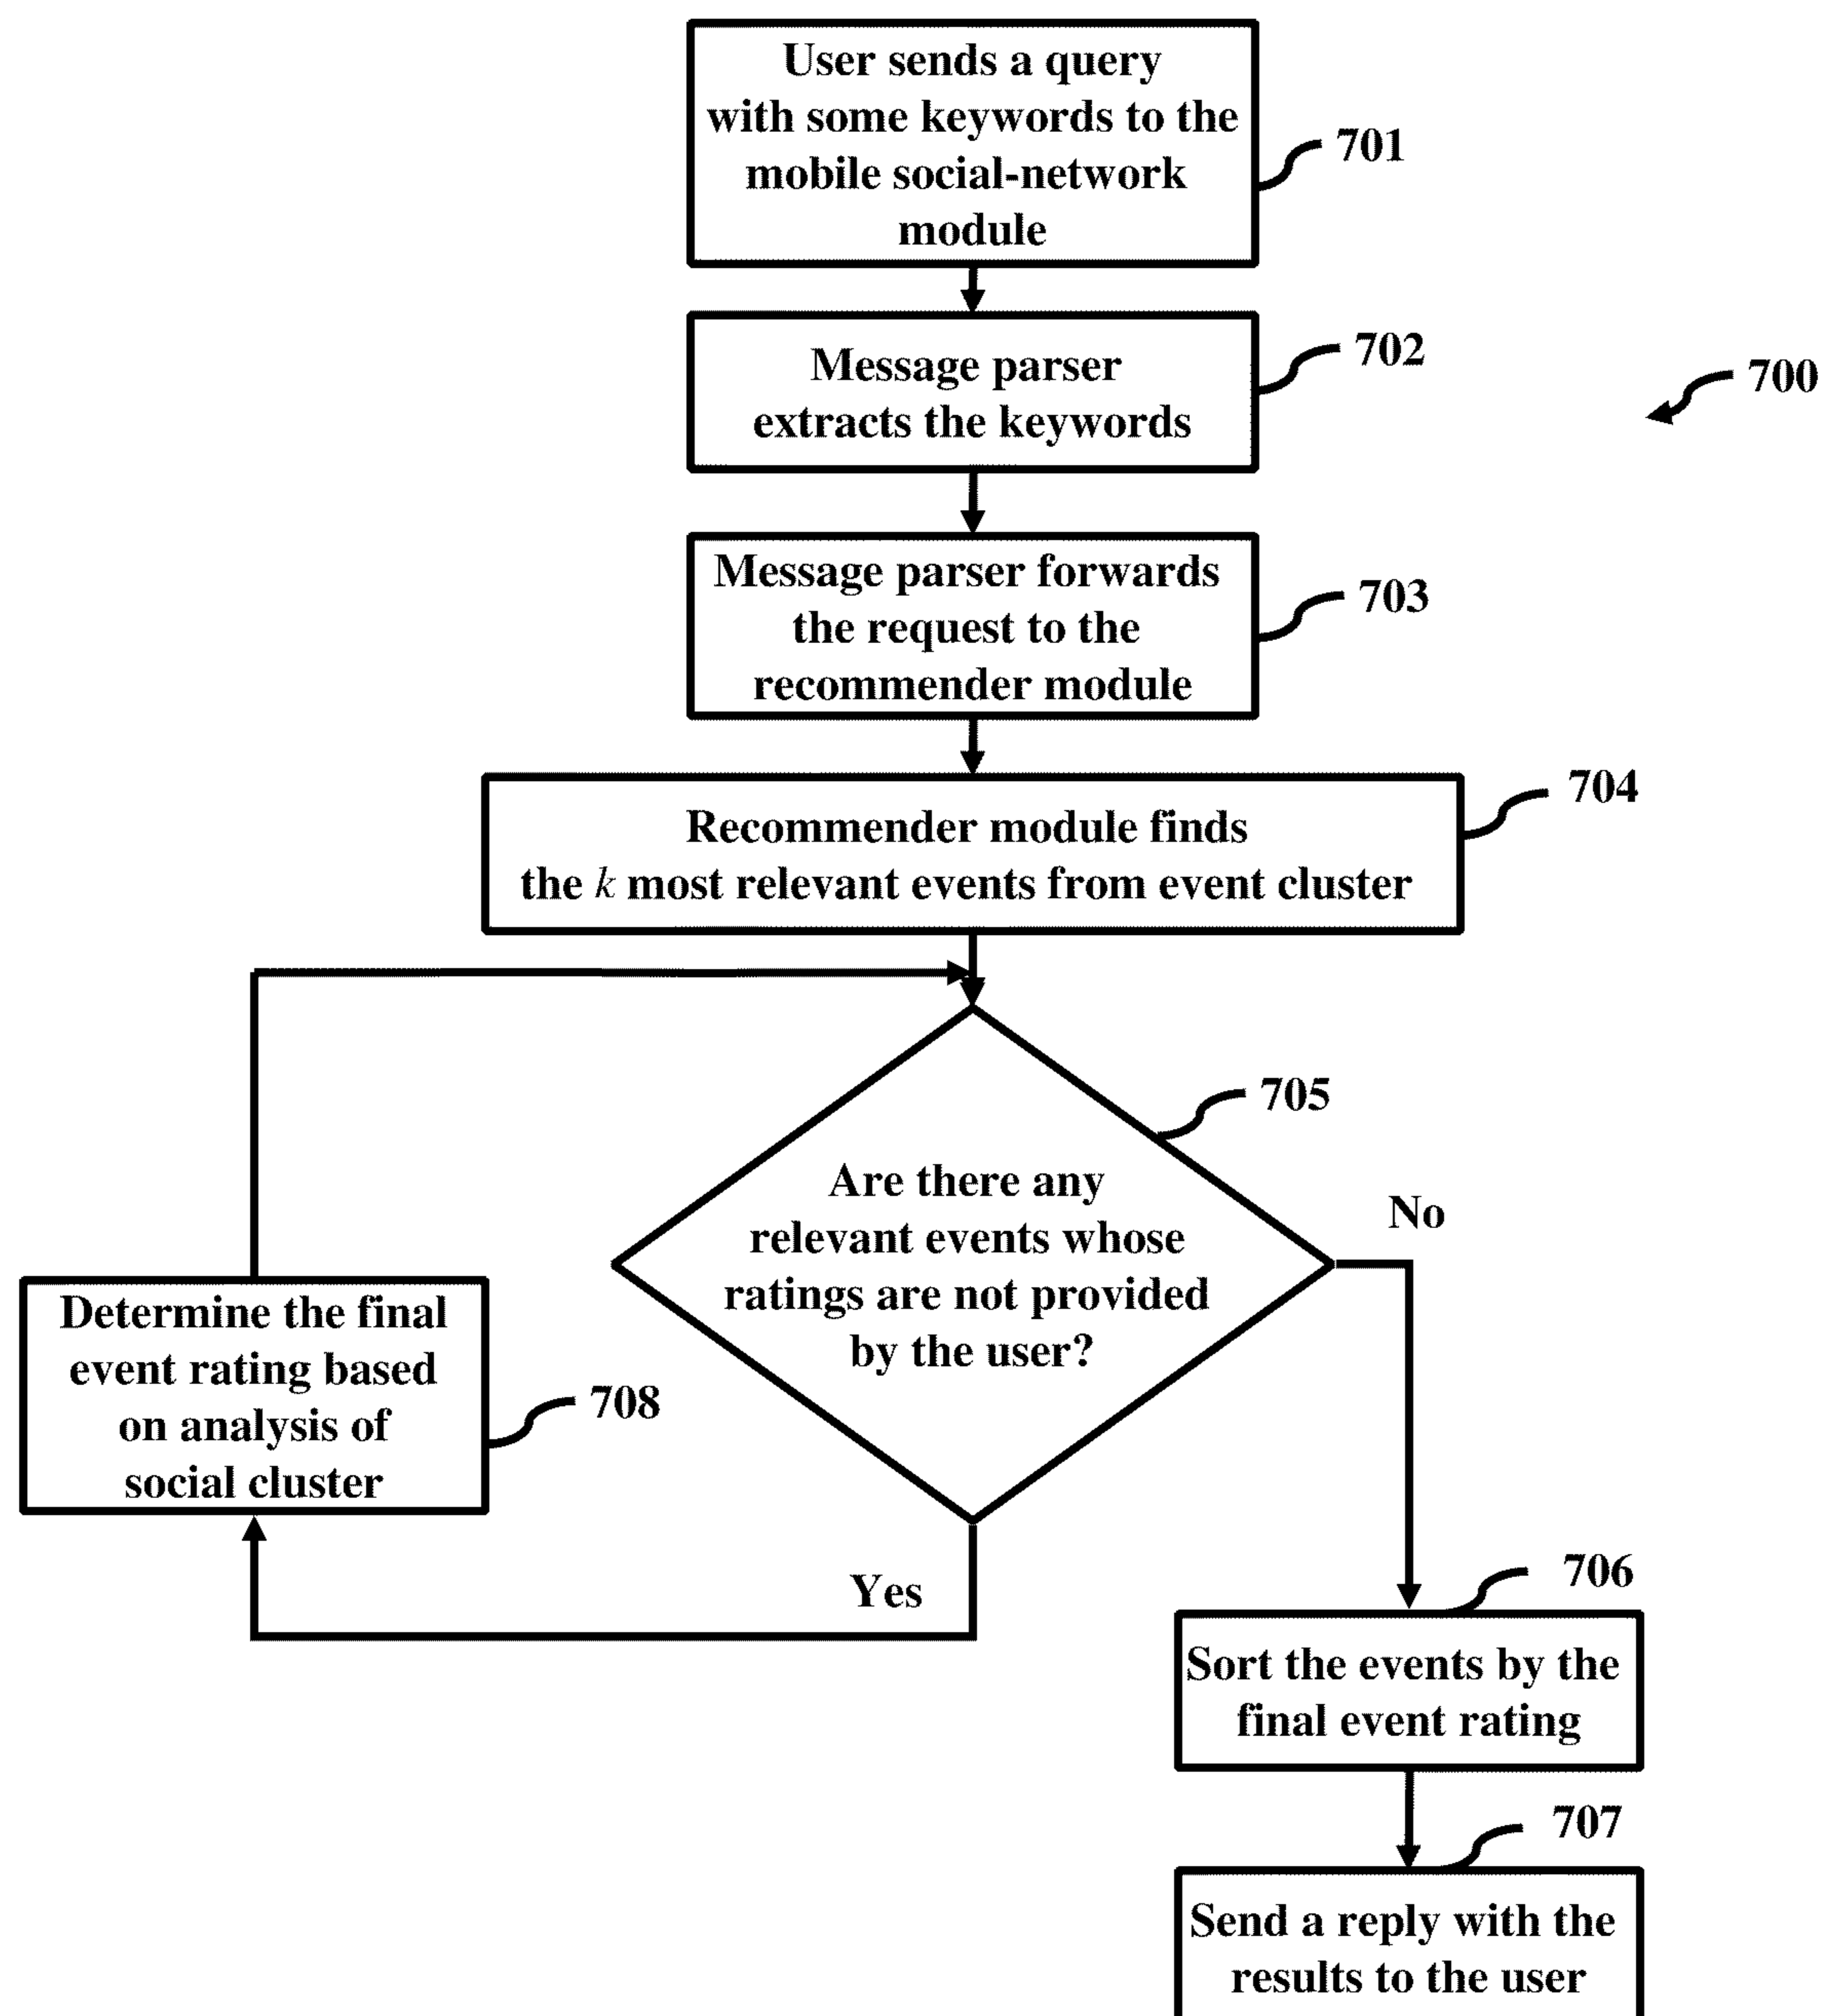 User sends a query
with some keywords to the
mobile social-network
module
701
Message parser
extracts the keywords
702
700
Message parser forwards
the request to the
recommender module
703
Recommender module finds
the k most relevant events from event cluster
704
Are there any
relevant events whose
ratings are not provided
by the user?
705
No
Yes
Determine the final
event rating based
on analysis of
social cluster
708
Sort the events by the
final event rating
706
Send a reply with the
results to the user
707